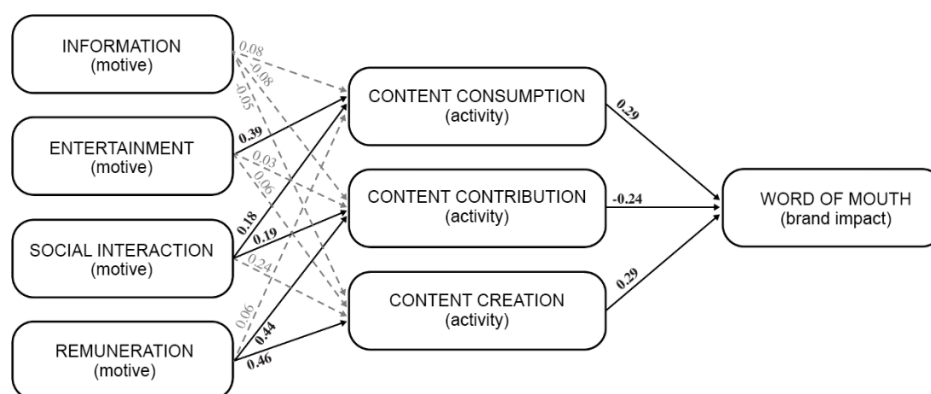 INFORMATION
(motive)
ENTERTAINMENT
(motive)
SOCIAL INTERACTION
(motive)
REMUNERATION
(motive)
0.08
-0.08
-0.05
0.39
0.03
0.06
0.18
0.19
0.24
0.06
0.44
0.46
CONTENT CONSUMPTION
(activity)
CONTENT CONTRIBUTION
(activity)
CONTENT CREATION
(activity)
0.29
-0.24
0.29
WORD OF MOUTH
(brand impact)